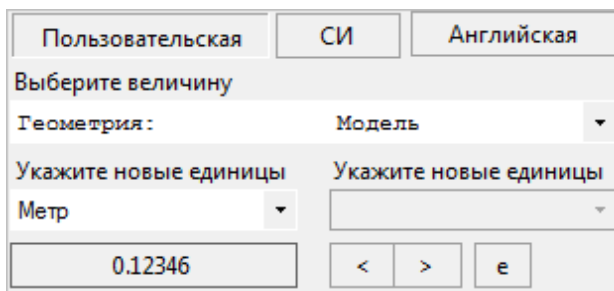 Пользовательская СИ Английская
Выберите величину
Геометрия: Модель
Укажите новые единицы Укажите новые единицы
Метр
0.12346 < > e